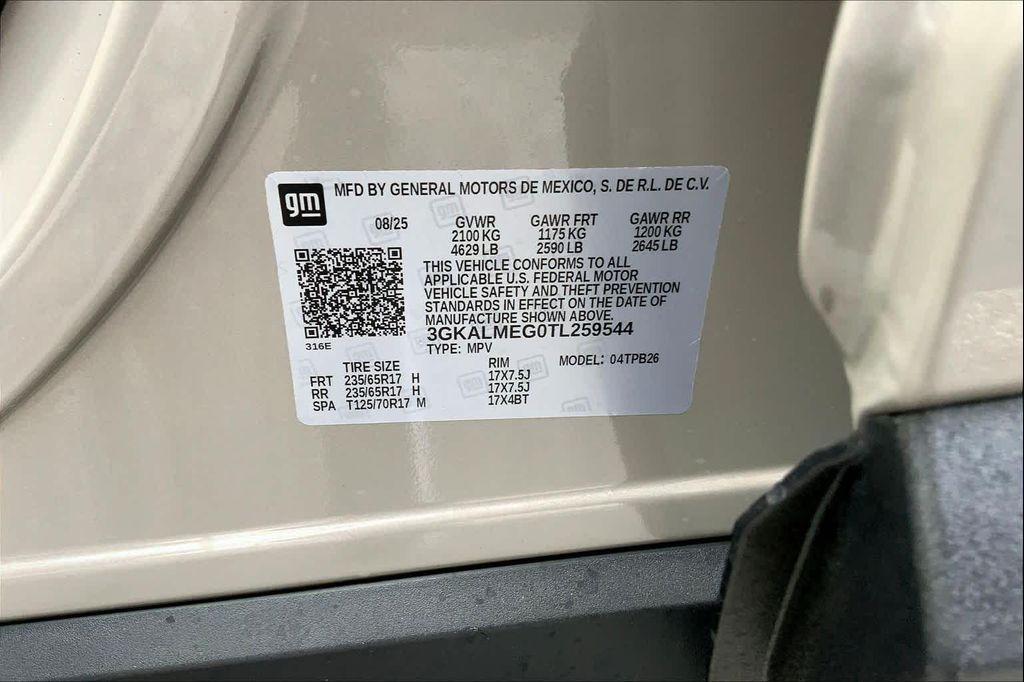 gm
MFD BY GENERAL MOTORS DE MEXICO, S. DE R.L. DE C.V.
08/25 GVWR GAWR FRT GAWR RR
2100 KG 1175 KG 1200 KG
4629 LB 2590 LB 2645 LB
THIS VEHICLE CONFORMS TO ALL
APPLICABLE U.S. FEDERAL MOTOR
VEHICLE SAFETY AND THEFT PREVENTION
STANDARDS IN EFFECT ON THE DATE OF
MANUFACTURE SHOWN ABOVE.
3GKALMEG0TL259544
316E
TYPE: MPV
TIRE SIZE RIM MODEL: 04TPB26
FRT 235/65R17 H 17X7.5J
RR 235/65R17 H 17X7.5J
SPA T125/70R17 M 17X4BT